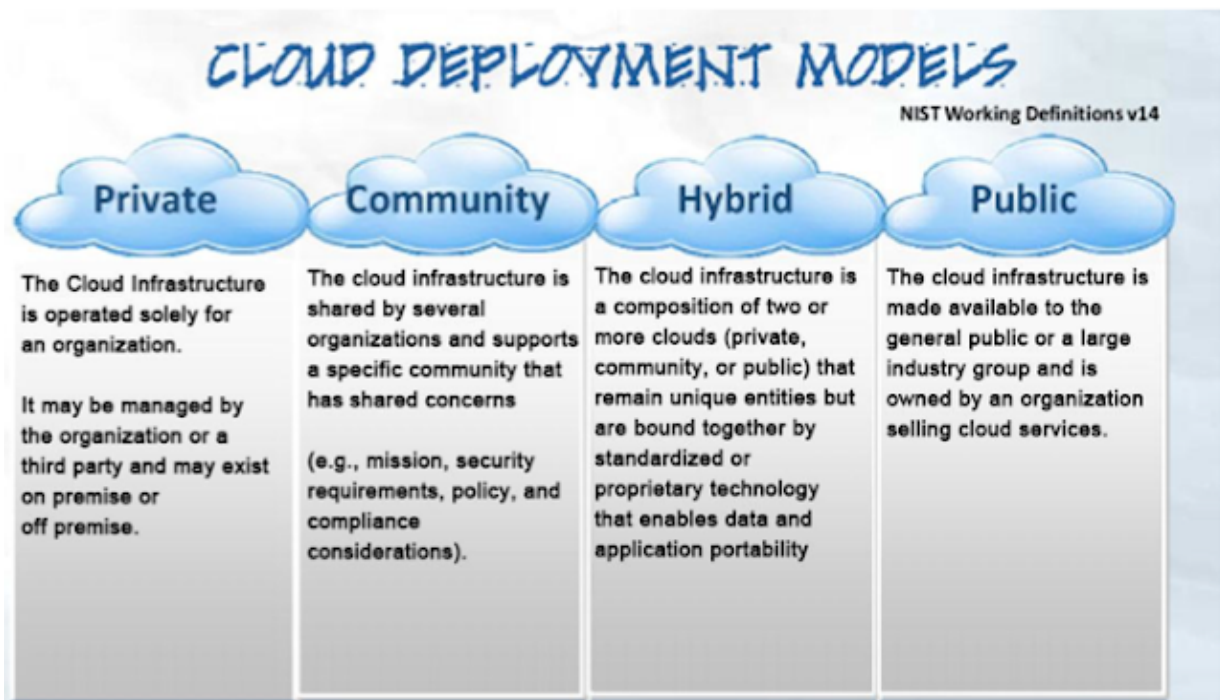 CLOUD DEPLOYMENT MODELS
NIST Working Definitions v14
Private
The Cloud Infrastructure
is operated solely for
an organization.
It may be managed by
the organization or a
third party and may exist
on premise or
off premise.
Community
The cloud infrastructure is
shared by several
organizations and supports
a specific community that
has shared concerns
(e.g., mission, security
requirements, policy, and
compliance
considerations).
Hybrid
The cloud infrastructure is
a composition of two or
more clouds (private,
community, or public) that
remain unique entities but
are bound together by
standardized or
proprietary technology
that enables data and
application portability
Public
The cloud infrastructure is
made available to the
general public or a large
industry group and is
owned by an organization
selling cloud services.